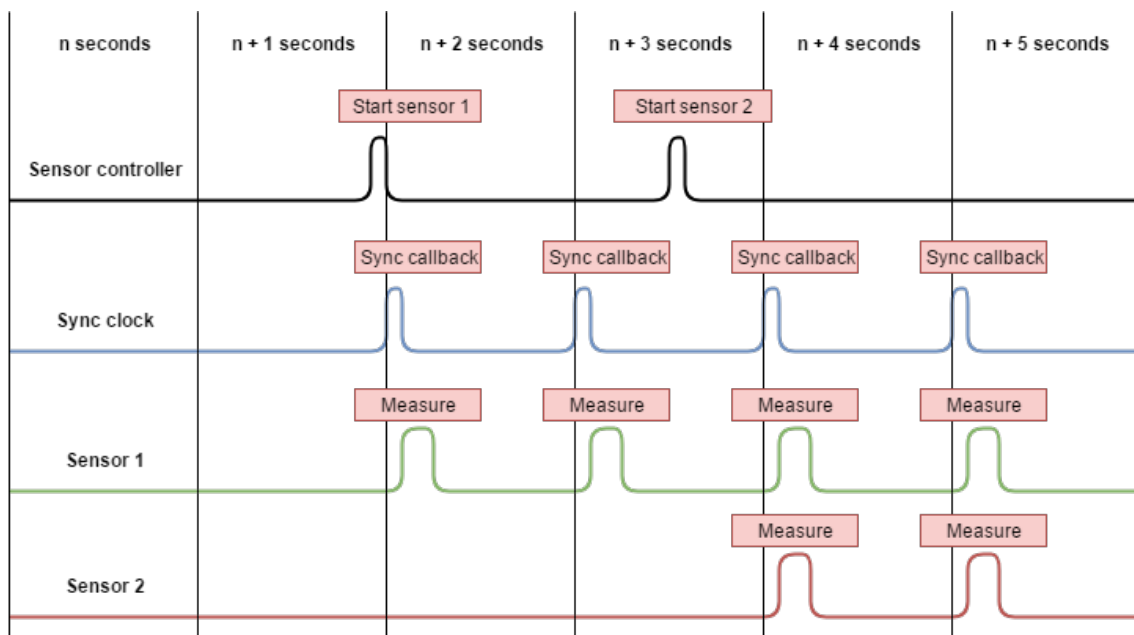 n seconds
n + 1 seconds
n + 2 seconds
n + 3 seconds
n + 4 seconds
n + 5 seconds
Start sensor 1
Start sensor 2
Sensor controller
Sync callback
Sync callback
Sync callback
Sync callback
Sync clock
Measure
Measure
Measure
Measure
Sensor 1
Measure
Measure
Sensor 2